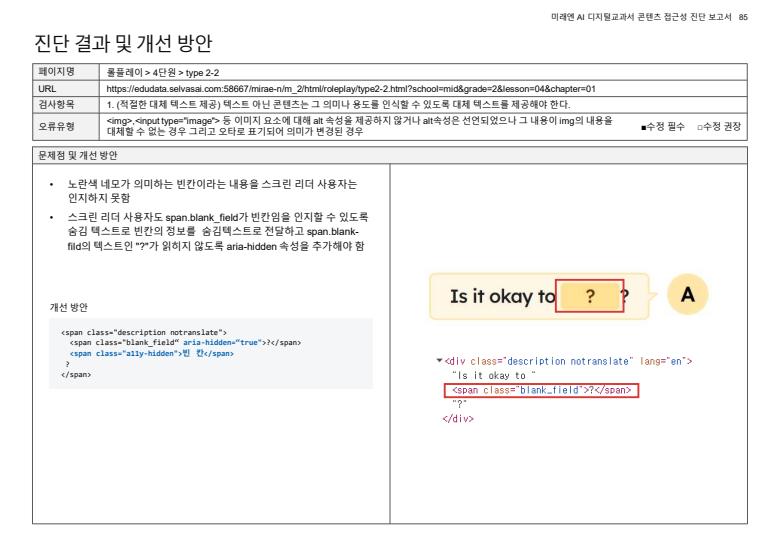 미래엔 AI 디지털교과서 콘텐츠 접근성 진단 보고서 85
진단 결과 및 개선 방안
페이지명 롤플레이 > 4단원 > type 2-2
URL https://edudata.selvasai.com:58667/mirae-n/m_2/html/roleplay/type2-2.html?school=mid&grade=2&lesson=04&chapter=01
검사항목 1. (적절한 대체 텍스트 제공) 텍스트 아닌 콘텐츠는 그 의미나 용도를 인식할 수 있도록 대체 텍스트를 제공해야 한다.
오류유형 <img>,<input type="image"> 등 이미지 요소에 대해 alt 속성을 제공하지 않거나 alt속성은 선언되었으나 그 내용이 img의 내용을
대체할 수 없는 경우 그리고 오타로 표기되어 의미가 변경된 경우
■수정 필수 □수정 권장
문제점 및 개선 방안
• 노란색 네모가 의미하는 빈칸이라는 내용을 스크린 리더 사용자는
인지하지 못함
• 스크린 리더 사용자도 span.blank_field가 빈칸임을 인지할 수 있도록
숨김 텍스트로 빈칸의 정보를 숨김텍스트로 전달하고 span.blank-
fild의 텍스트인 "?"가 읽히지 않도록 aria-hidden 속성을 추가해야 함
개선 방안
<span class="description notranslate">
<span class="blank_field“ aria-hidden=“true">?</span>
<span class="a11y-hidden">빈 칸</span>
?
</span>
Is it okay to ? ?
A
▼<div class="description notranslate" lang="en">
"Is it okay to "
<span class="blank_field">?</span>
"?"
</div>